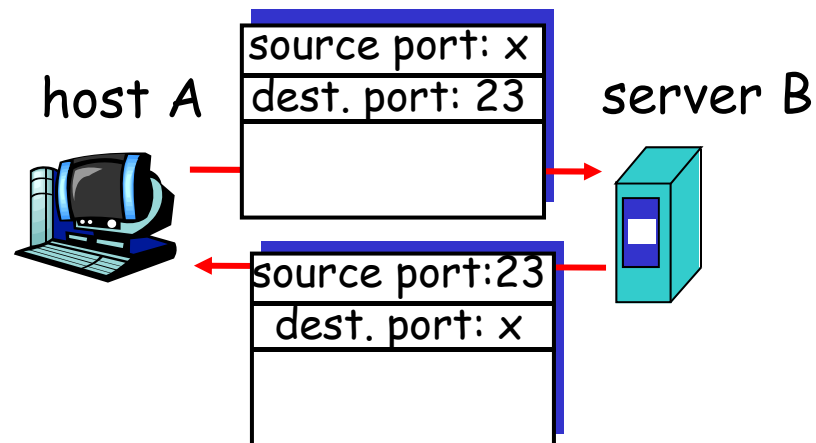 source port: x
host A
dest. port: 23
server B
source port:23
dest. port: x